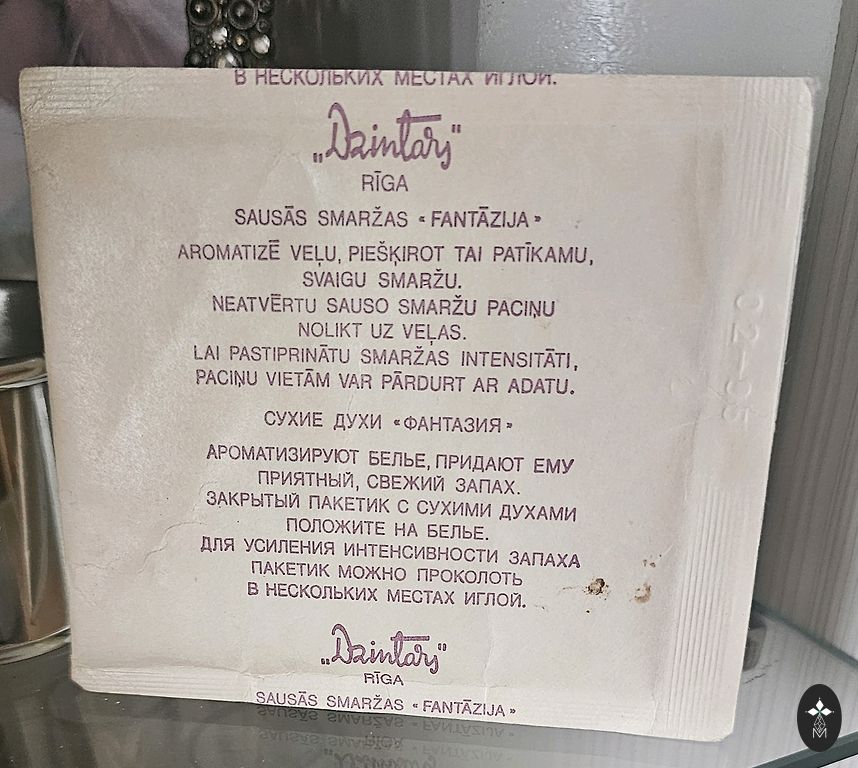 В НЕСКОЛЬКИХ МЕСТАХ ИГЛОЙ.
„Dzintars"
RĪGA
SAUSĀS SMARŽAS «FANTĀZIJA»
AROMATIZĒ VEĻU, PIEŠĶIROT TAI PATĪKAMU,
SVAIGU SMARŽU.
NEATVĒRTU SAUSO SMARŽU PACIŅU
NOLIKT UZ VEĻAS.
LAI PASTIPRINĀTU SMARŽAS INTENSITĀTI,
PACIŅU VIETĀM VAR PĀRDURT AR ADATU.
СУХИЕ ДУХИ «ФАНТАЗИЯ»
АРОМАТИЗИРУЮТ БЕЛЬЕ, ПРИДАЮТ ЕМУ
ПРИЯТНЫЙ, СВЕЖИЙ ЗАПАХ.
ЗАКРЫТЫЙ ПАКЕТИК С СУХИМИ ДУХАМИ
ПОЛОЖИТЕ НА БЕЛЬЕ.
ДЛЯ УСИЛЕНИЯ ИНТЕНСИВНОСТИ ЗАПАХА
ПАКЕТИК МОЖНО ПРОКОЛОТЬ
В НЕСКОЛЬКИХ МЕСТАХ ИГЛОЙ.
„Dzintars"
RĪGA
SAUSĀS SMARŽAS «FANTĀZIJA»
M